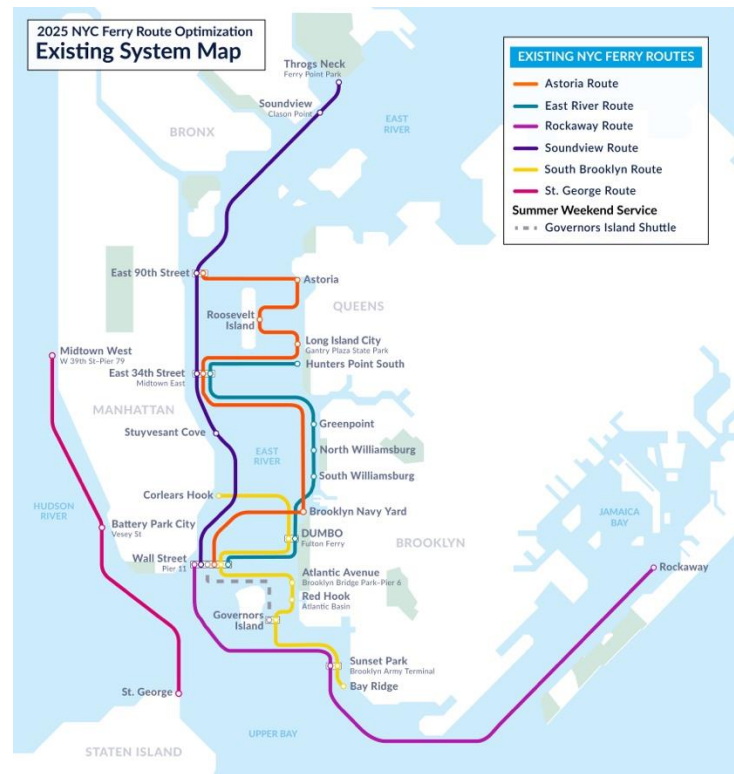 2025 NYC Ferry Route Optimization
Existing System Map
EXISTING NYC FERRY ROUTES
Astoria Route
East River Route
Rockaway Route
Soundview Route
South Brooklyn Route
St. George Route
Summer Weekend Service
Governors Island Shuttle
Throgs Neck
Ferry Point Park
Soundview
Clason Point
BRONX
EAST
RIVER
East 90th Street
Astoria
Roosevelt
Island
QUEENS
Long Island City
Gantry Plaza State Park
Hunters Point South
Midtown West
W 39th St-Pier 79
East 34th Street
Midtown East
MANHATTAN
Stuyvesant Cove
Greenpoint
EAST
RIVER
North Williamsburg
South Williamsburg
Corlears Hook
HUDSON
RIVER
Battery Park City
Vesey St
Brooklyn Navy Yard
DUMBO
Fulton Ferry
BROOKLYN
JAMAICA
BAY
Wall Street
Pier 11
Rockaway
Atlantic Avenue
Brooklyn Bridge Park-Pier 6
Red Hook
Atlantic Basin
Governors
Island
Sunset Park
Brooklyn Army Terminal
Bay Ridge
St. George
UPPER BAY
STATEN ISLAND